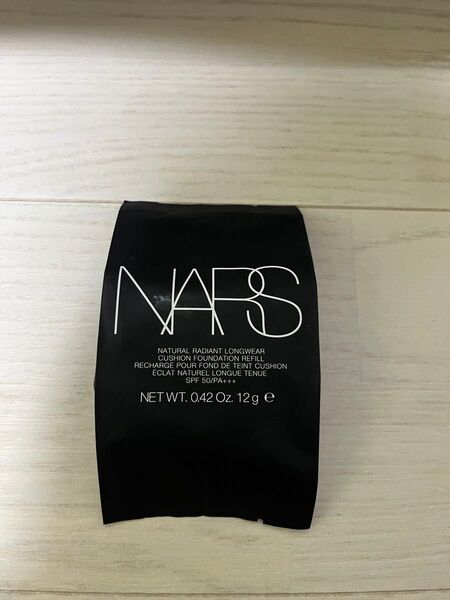 NARS
NATURAL RADIANT LONGWEAR
CUSHION FOUNDATION REFILL
RECHARGE POUR FOND DE TEINT CUSHION
ÉCLAT NATUREL LONGUE TENUE
SPF 50/PA+++
NET WT. 0.42 Oz. 12 g ℮